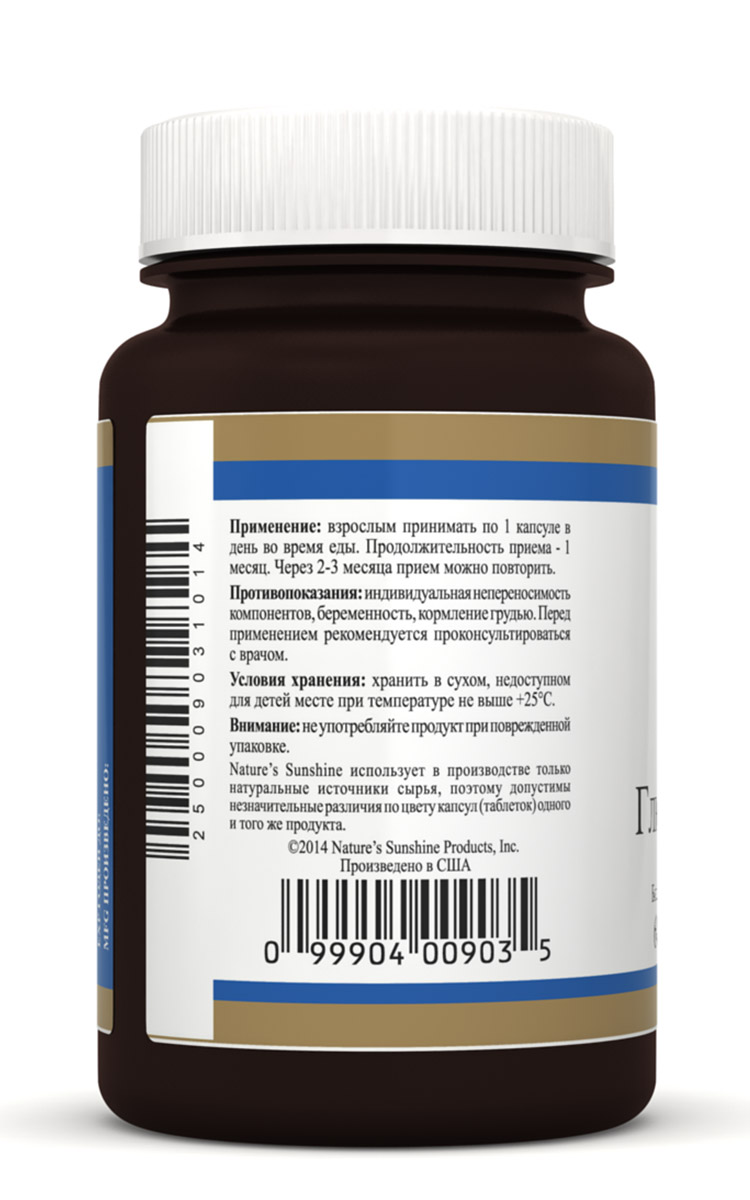 Применение: взрослым принимать по 1 капсуле в
день во время еды. Продолжительность приема - 1
месяц. Через 2-3 месяца прием можно повторить.
Противопоказания: индивидуальная непереносимость
компонентов, беременность, кормление грудью. Перед
применением рекомендуется проконсультироваться
с врачом.
Условия хранения: хранить в сухом, недоступном
для детей месте при температуре не выше +25°С.
Внимание: не употребляйте продукт при поврежденной
упаковке.
Nature's Sunshine использует в производстве только
натуральные источники сырья, поэтому допустимы
незначительные различия по цвету капсул (таблеток) одного
и того же продукта.
©2014 Nature's Sunshine Products, Inc.
Произведено в США
0 99904 00903 5
250009031014
MFG ПРОИЗВЕДЕНО: